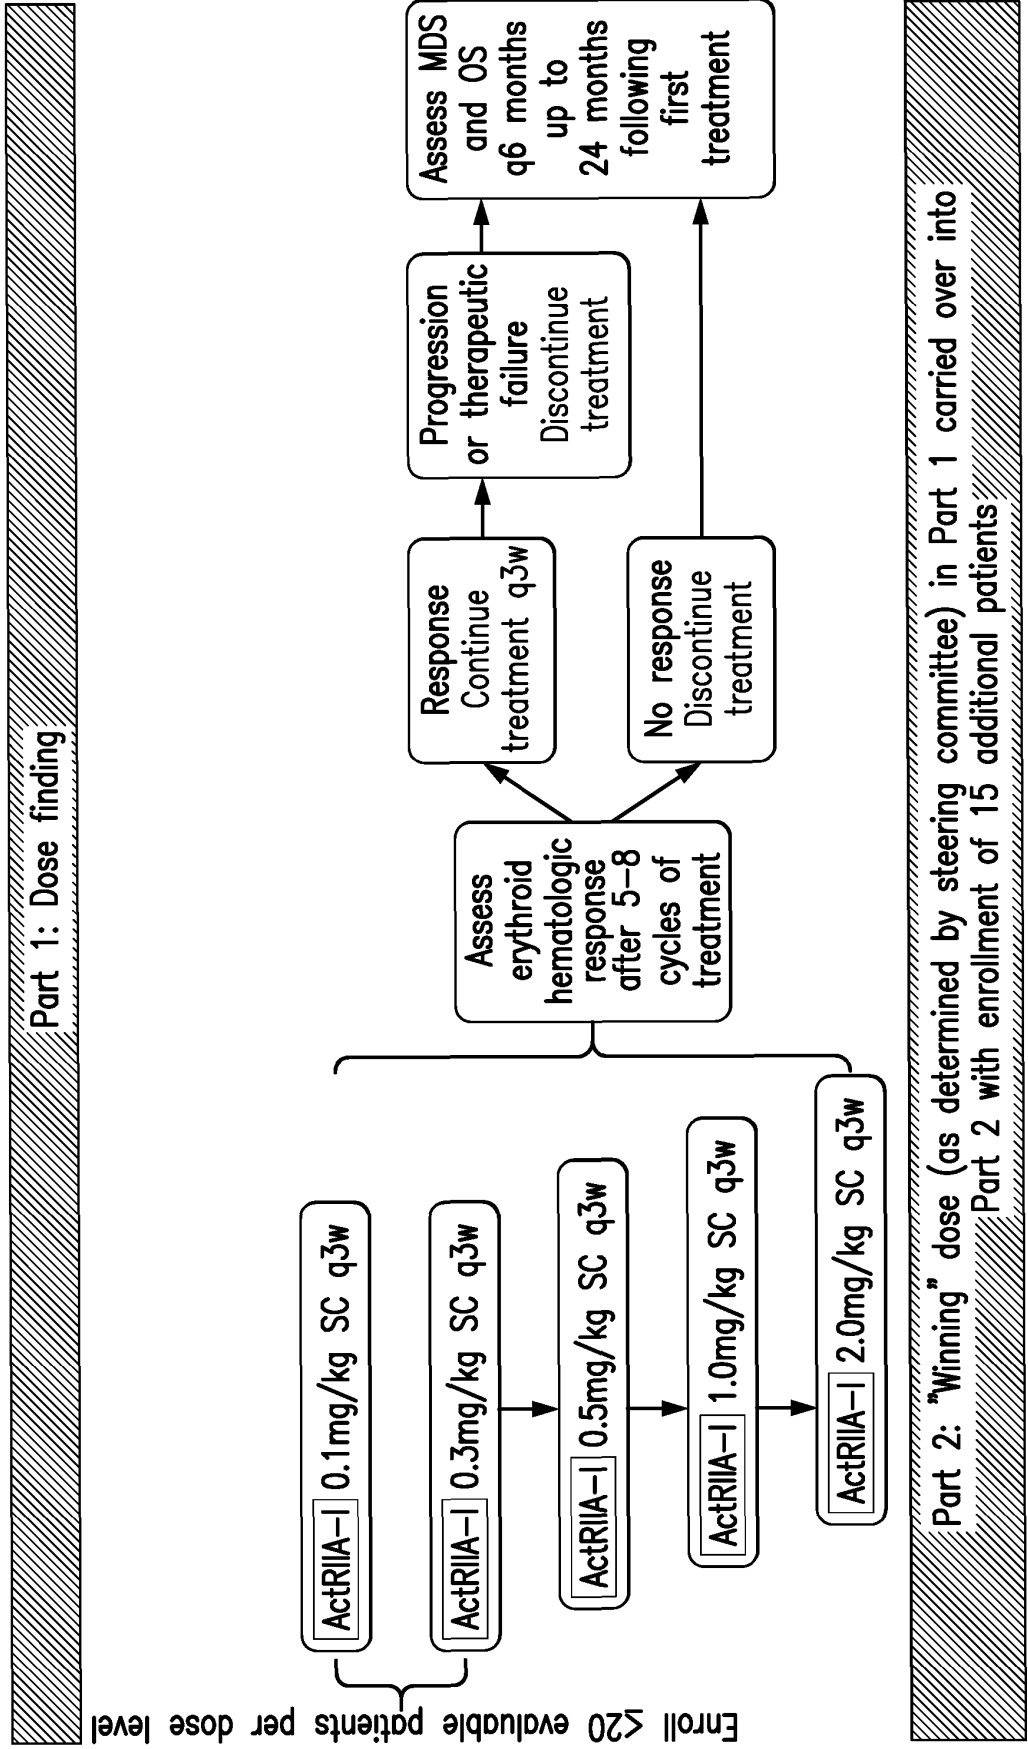 Part 1: Dose finding
Enroll ≤20 evaluable patients per dose level
ActRIIA-I 0.1mg/kg SC q3w
ActRIIA-I 0.3mg/kg SC q3w
ActRIIA-I 0.5mg/kg SC q3w
ActRIIA-I 1.0mg/kg SC q3w
ActRIIA-I 2.0mg/kg SC q3w
Assess
erythroid
hematologic
response
after 5-8
cycles of
treatment
Response
Continue
treatment q3w
No response
Discontinue
treatment
Progression
or therapeutic
failure
Discontinue
treatment
Assess MDS
and OS
q6 months
up to
24 months
following
first
treatment
Part 2: "Winning" dose (as determined by steering committee) in Part 1 carried over into
Part 2 with enrollment of 15 additional patients